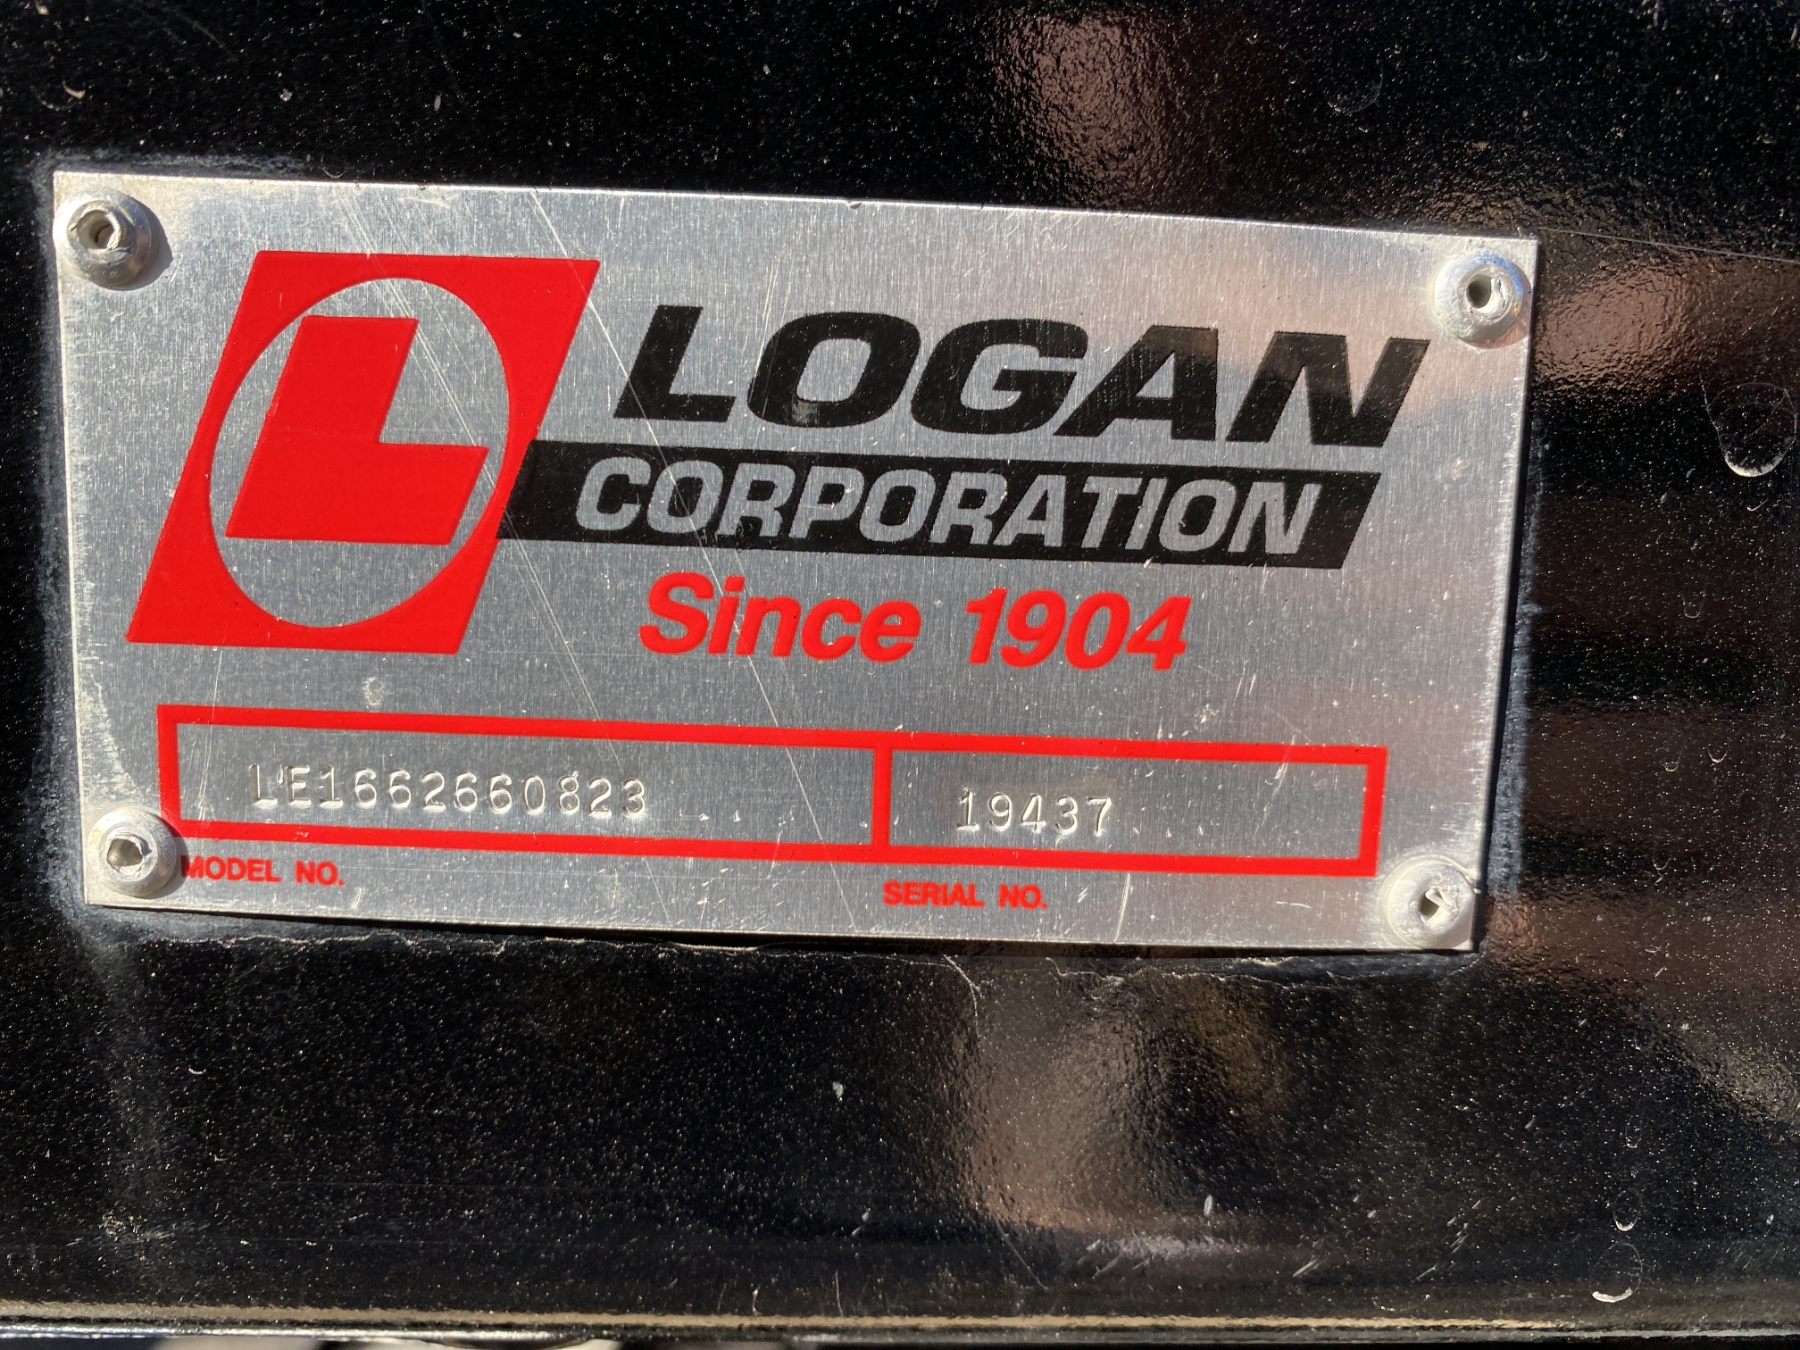 L
LOGAN
CORPORATION
Since 1904
LE1662660823
19437
MODEL NO.
SERIAL NO.